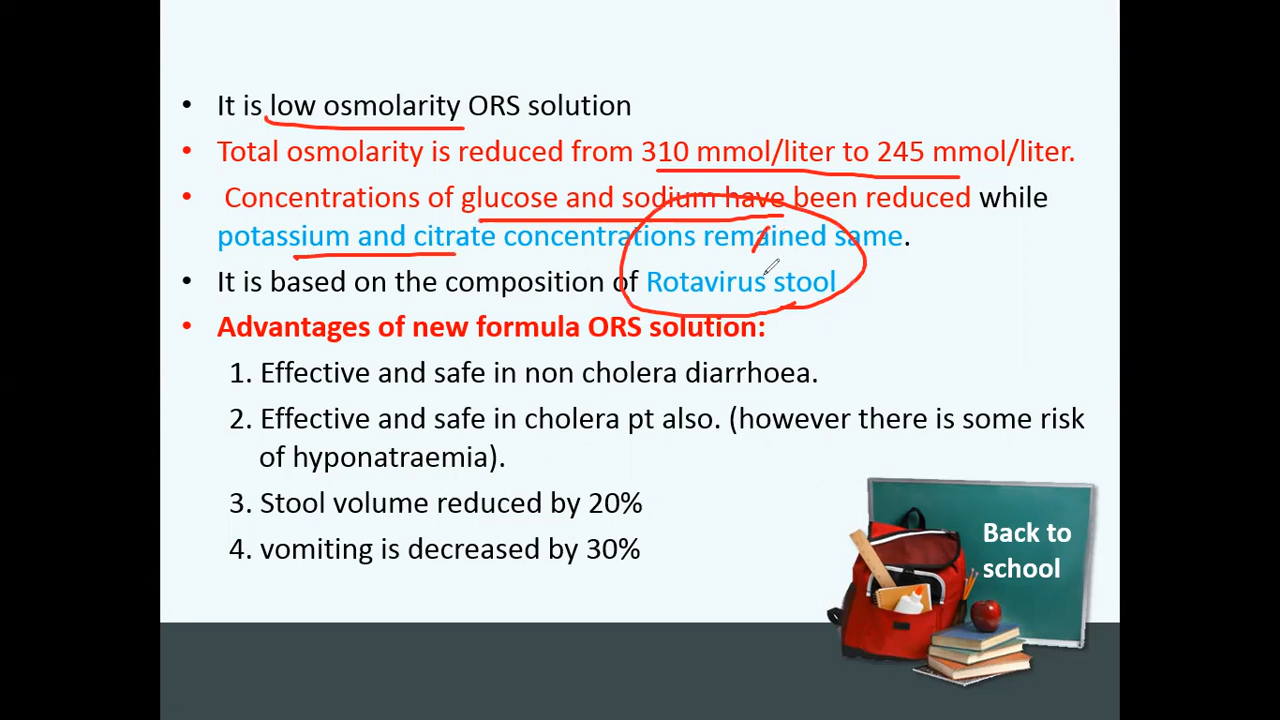 • It is low osmolarity ORS solution
• Total osmolarity is reduced from 310 mmol/liter to 245 mmol/liter.
• Concentrations of glucose and sodium have been reduced while
potassium and citrate concentrations remained same.
• It is based on the composition of Rotavirus stool
• Advantages of new formula ORS solution:
1. Effective and safe in non cholera diarrhoea.
2. Effective and safe in cholera pt also. (however there is some risk
of hyponatraemia).
3. Stool volume reduced by 20%
4. vomiting is decreased by 30%
Back to
school